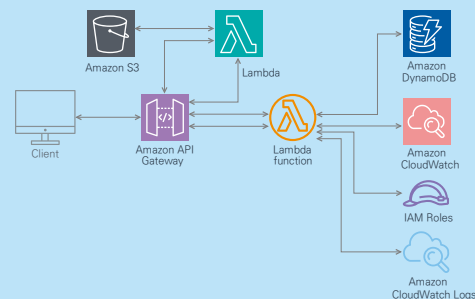 Amazon S3
Lambda
Amazon
DynamoDB
Client
Amazon API
Gateway
Lambda
function
Amazon
CloudWatch
IAM Roles
Amazon
CloudWatch Logs